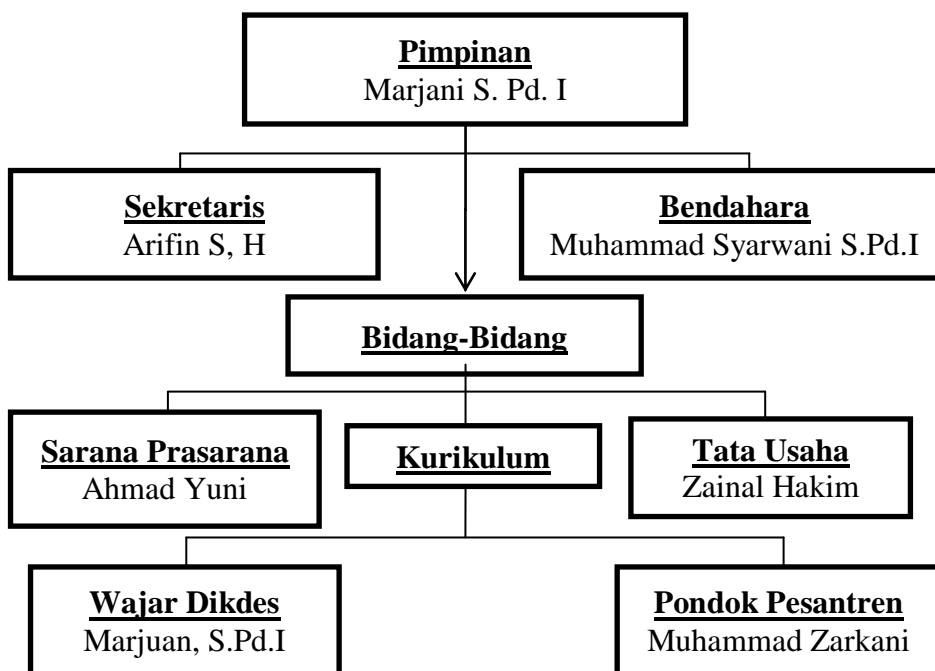 Pimpinan
Marjani S. Pd. I
Sekretaris
Arifin S, H
Bendahara
Muhammad Syarwani S.Pd.I
Bidang-Bidang
Sarana Prasarana
Ahmad Yuni
Kurikulum
Tata Usaha
Zainal Hakim
Wajar Dikdes
Marjuan, S.Pd.I
Pondok Pesantren
Muhammad Zarkani